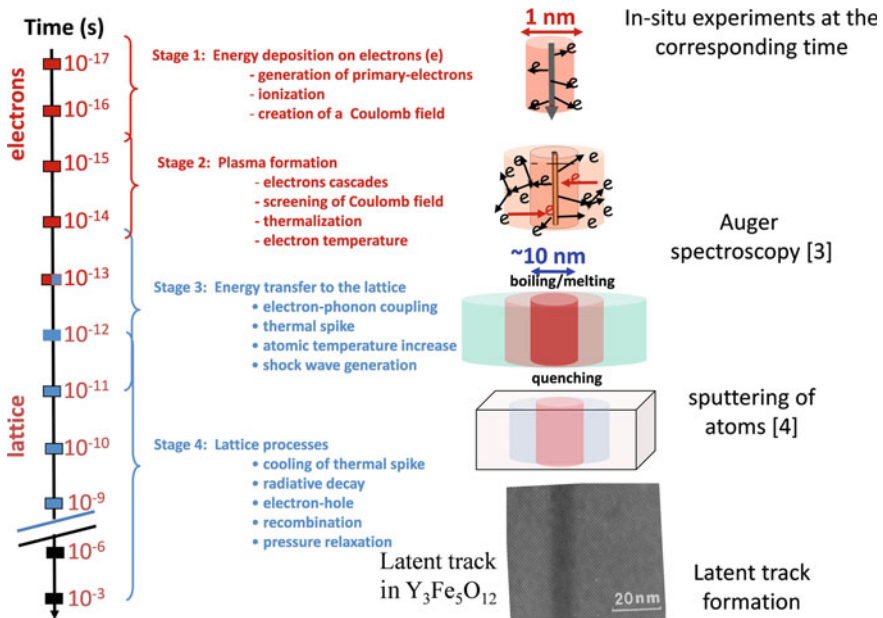 Time (s)
1 nm
In-situ experiments at the
corresponding time
electrons
10-17
10-16
10-15
10-14
10-13
lattice
10-12
10-11
10-10
10-9
10-6
10-3
Stage 1: Energy deposition on electrons (e)
- generation of primary-electrons
- ionization
- creation of a Coulomb field
e
e
e
e
e
e
Stage 2: Plasma formation
- electrons cascades
- screening of Coulomb field
- thermalization
- electron temperature
e
e
e
e
e
e
e
e
e
e
e
Auger
spectroscopy [3]
~10 nm
boiling/melting
Stage 3: Energy transfer to the lattice
• electron-phonon coupling
• thermal spike
• atomic temperature increase
• shock wave generation
quenching
sputtering of
atoms [4]
Stage 4: Lattice processes
• cooling of thermal spike
• radiative decay
• electron-hole
• recombination
• pressure relaxation
Latent track
in Y3Fe5O12
20nm
Latent track
formation